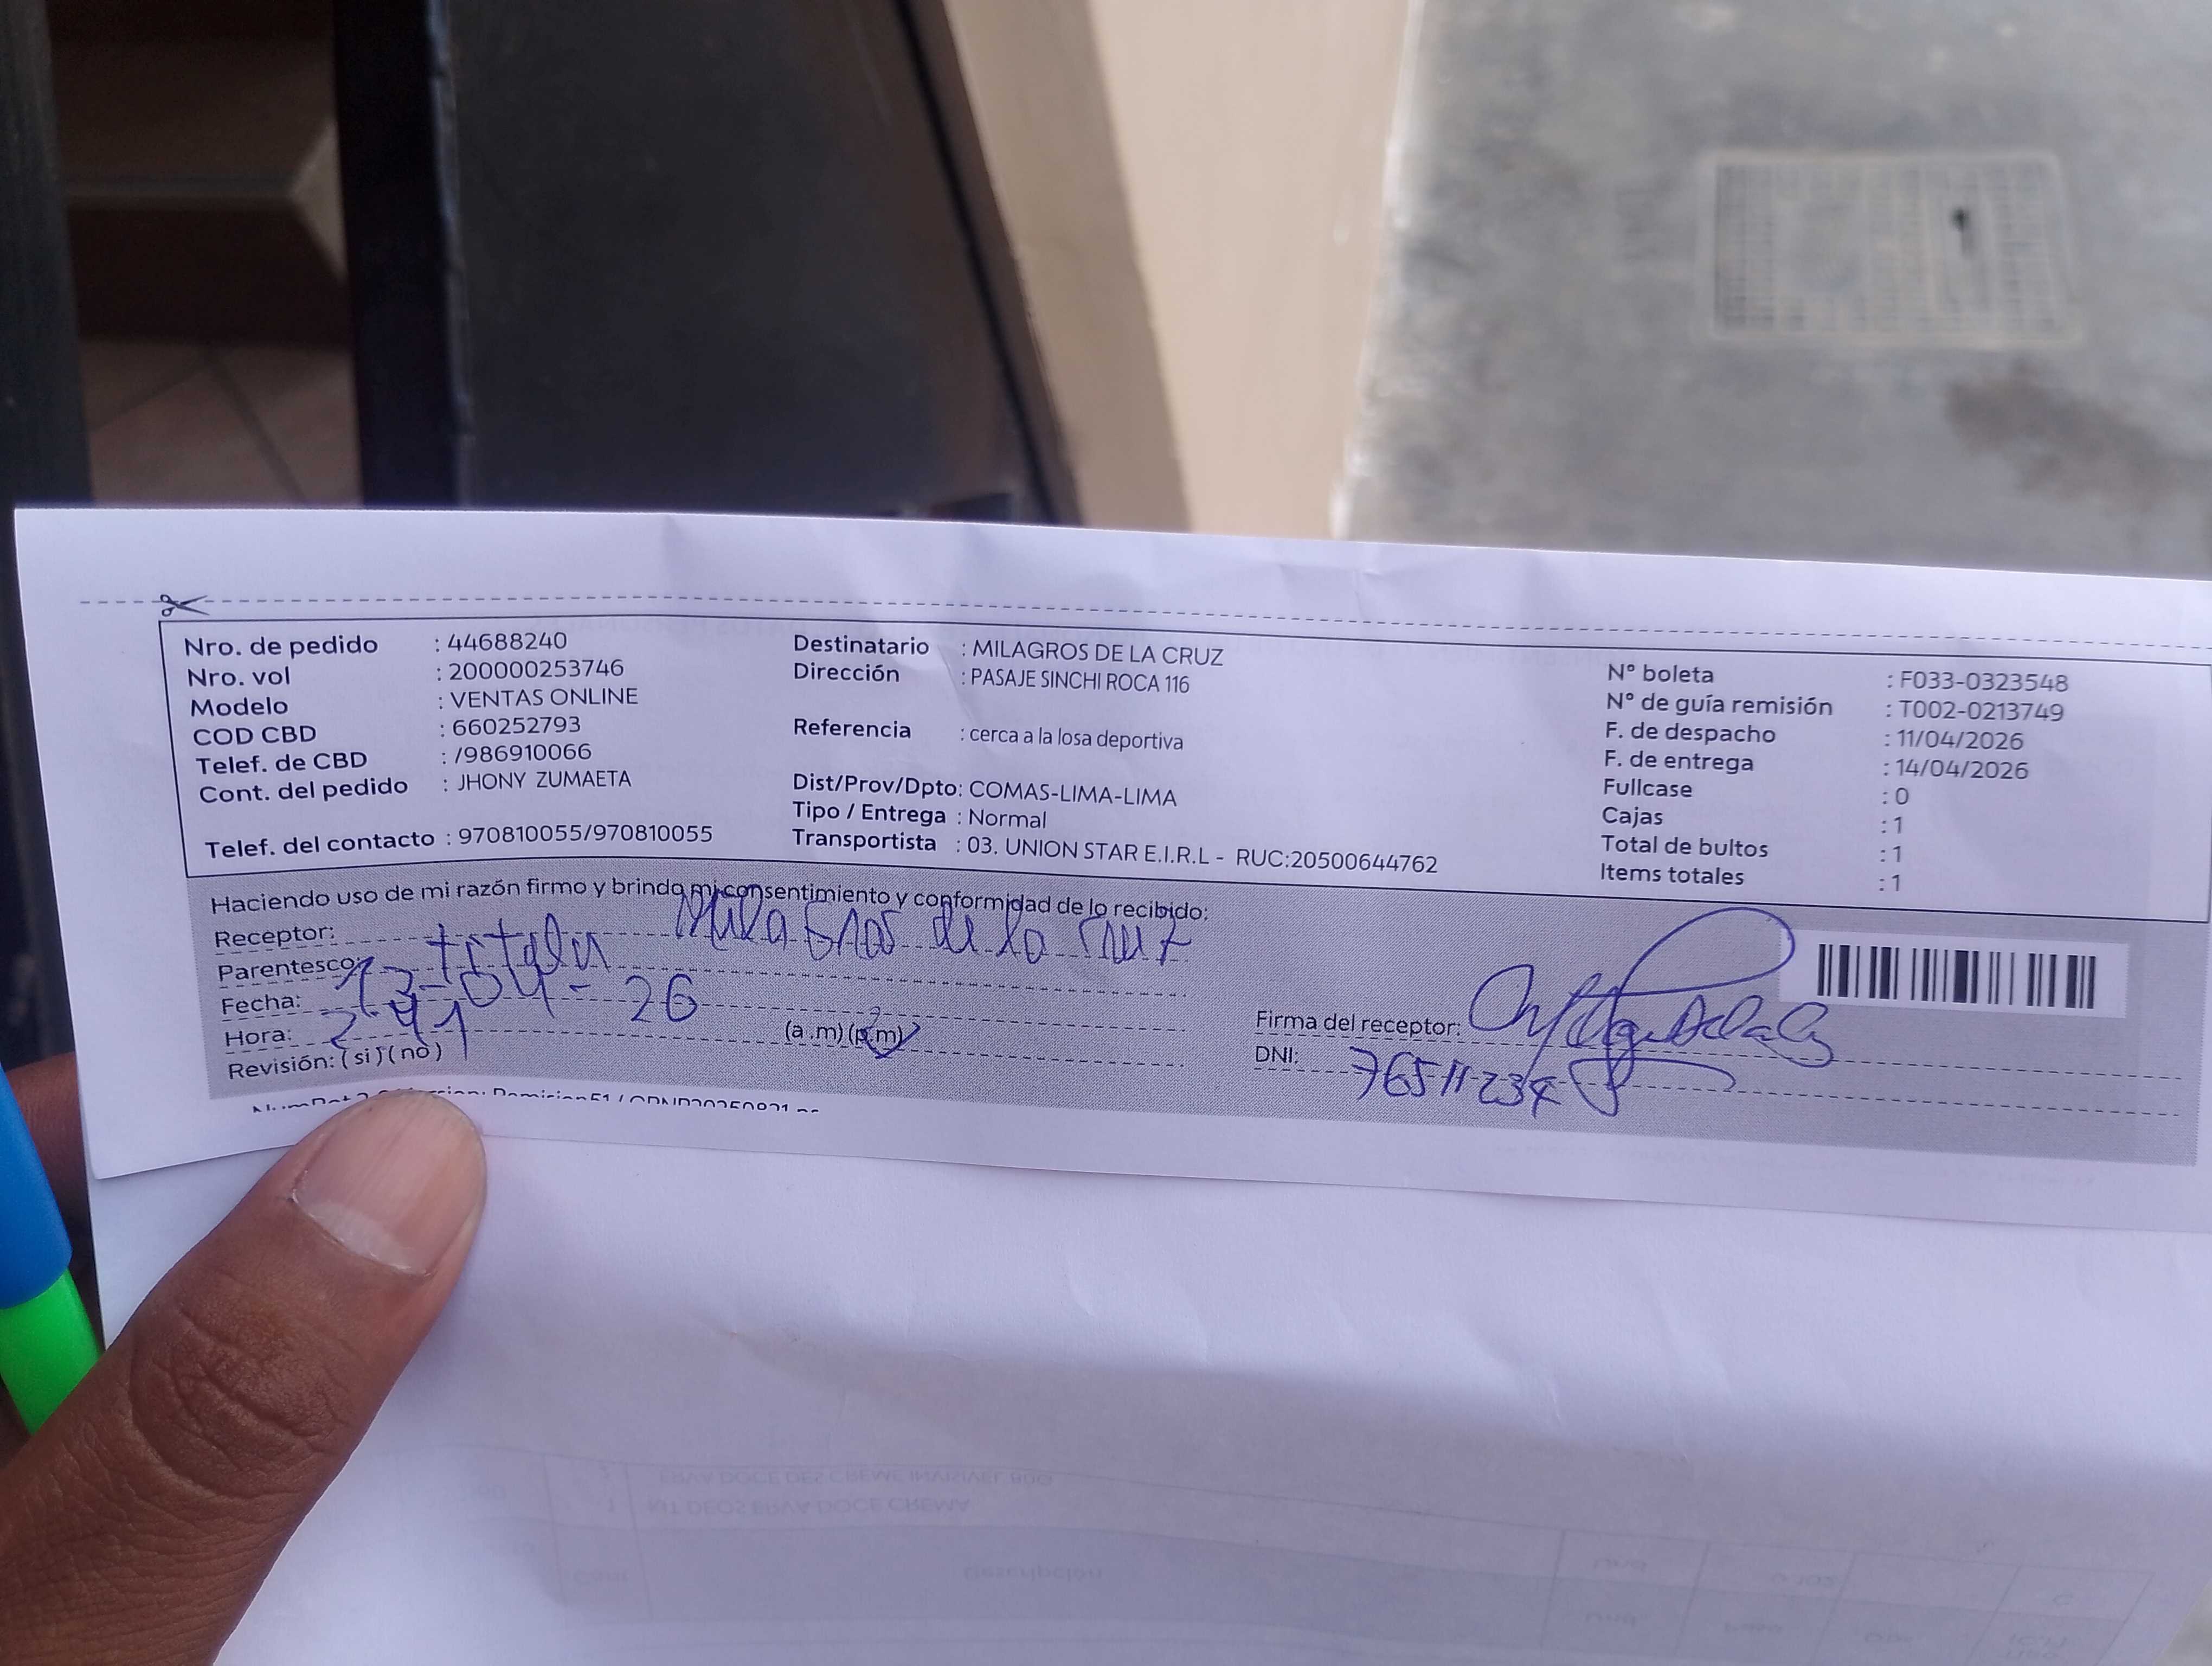 Nro. de pedido : 44688240
Nro. vol : 200000253746
Modelo : VENTAS ONLINE
COD CBD : 660252793
Telef. de CBD : /986910066
Cont. del pedido : JHONY ZUMAETA
Telef. del contacto : 970810055/970810055
Destinatario : MILAGROS DE LA CRUZ
Dirección : PASAJE SINCHI ROCA 116
Referencia : cerca a la losa deportiva
Dist/Prov/Dpto: COMAS-LIMA-LIMA
Tipo / Entrega : Normal
Transportista : 03. UNION STAR E.I.R.L - RUC:20500644762
N° boleta : F033-0323548
N° de guía remisión : T002-0213749
F. de despacho : 11/04/2026
F. de entrega : 14/04/2026
Fullcase : 0
Cajas : 1
Total de bultos : 1
Items totales : 1
Haciendo uso de mi razón firmo y brindo mi consentimiento y conformidad de lo recibido:
Receptor: Milagros de la Cruz
Parentesco:
Fecha: 13-04-26
Hora: 2:41 (a.m)(p.m)
Revisión: (si)(no)
Firma del receptor:
DNI: 76511234